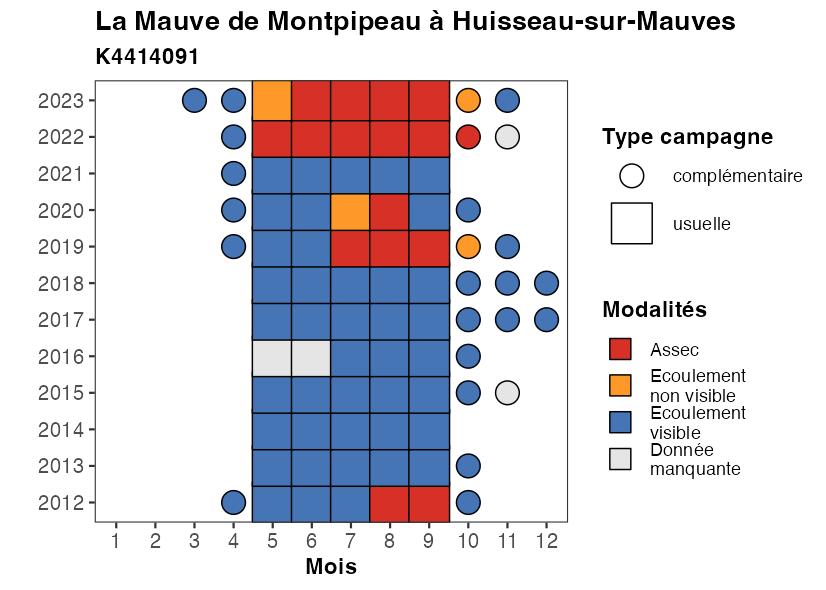 La Mauve de Montpipeau à Huisseau-sur-Mauves
K4414091
2023
2022
2021
2020
2019
2018
2017
2016
2015
2014
2013
2012
1 2 3 4 5 6 7 8 9 10 11 12
Mois
Type campagne
complémentaire
usuelle
Modalités
Assec
Ecoulement
non visible
Ecoulement
visible
Donnée
manquante